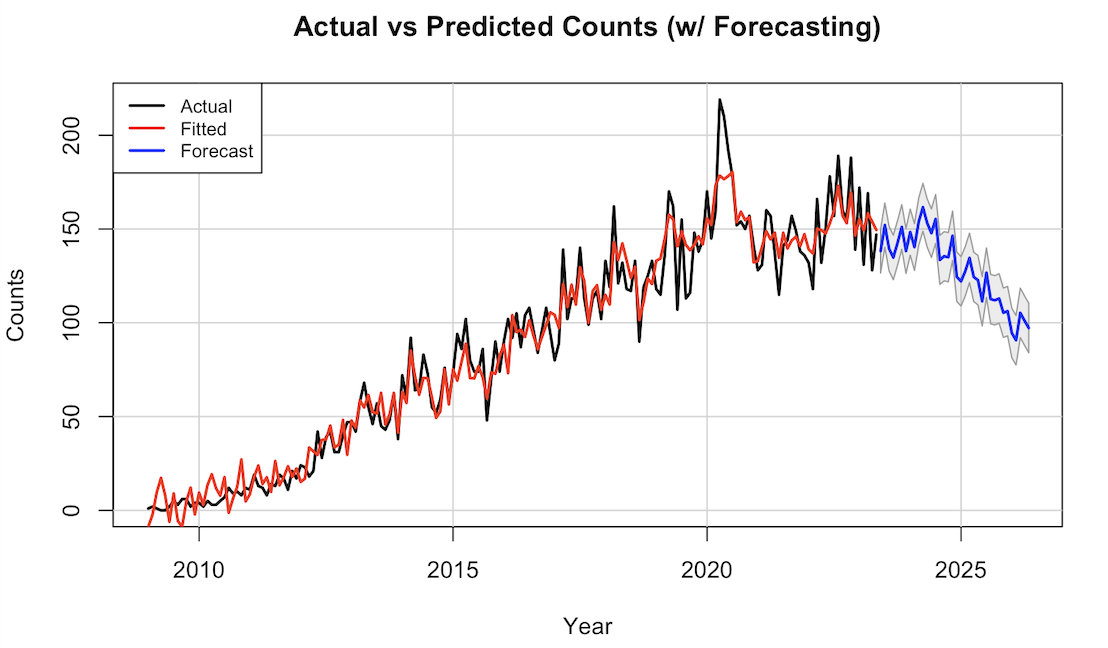 Actual vs Predicted Counts (w/ Forecasting)
Actual
Fitted
Forecast
Counts
200
150
100
50
0
2010 2015 2020 2025
Year